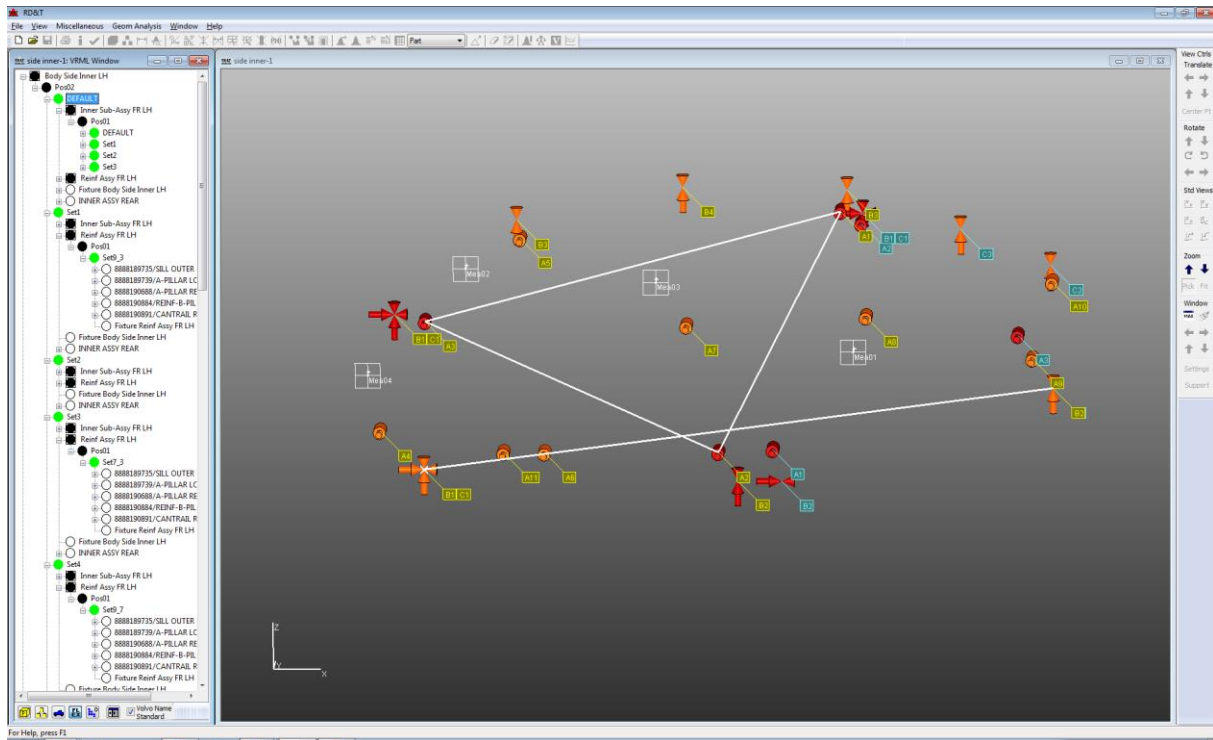 RD&T
File View Miscellaneous Geom Analysis Window Help
Part
side inner-1: VRML Window
Body Side Inner LH
Pos02
DEFAULT
Inner Sub-Assy FR LH
Pos01
DEFAULT
Set1
Set2
Set3
Reinf Assy FR LH
Fixture Body Side Inner LH
INNER ASSY REAR
Set1
Inner Sub-Assy FR LH
Reinf Assy FR LH
Pos01
Set9_3
8888189735/SILL OUTER
8888189739/A-PILLAR LC
8888190688/A-PILLAR RE
8888190884/REINF-B-PIL
8888190891/CANTRAIL R
Fixture Reinf Assy FR LH
Fixture Body Side Inner LH
INNER ASSY REAR
Set2
Inner Sub-Assy FR LH
Reinf Assy FR LH
Fixture Body Side Inner LH
INNER ASSY REAR
Set3
Inner Sub-Assy FR LH
Reinf Assy FR LH
Pos01
Set7_3
8888189735/SILL OUTER
8888189739/A-PILLAR LC
8888190688/A-PILLAR RE
8888190884/REINF-B-PIL
8888190891/CANTRAIL R
Fixture Reinf Assy FR LH
Fixture Body Side Inner LH
INNER ASSY REAR
Set4
Inner Sub-Assy FR LH
Reinf Assy FR LH
Pos01
Set9_7
8888189735/SILL OUTER
8888189739/A-PILLAR LC
8888190688/A-PILLAR RE
8888190884/REINF-B-PIL
8888190891/CANTRAIL R
Fixture Reinf Assy FR LH
Fixture Body Side Inner LH
Volvo Name
Standard
side inner-1
B4
B3
A5
B3
A1
B1 C1
A2
C3
C2
A10
Mea02
Mea03
Mea01
Mea04
B1 C1
A3
A7
A8
A3
A9
B2
A4
B1 C1
A11
A6
A2
B2
A1
B2
Z
Y
X
View Ctrls
Translate
Center Pt
Rotate
Std Views
Zoom
Pick Fit
Window
MAX
Settings
Support
For Help, press F1